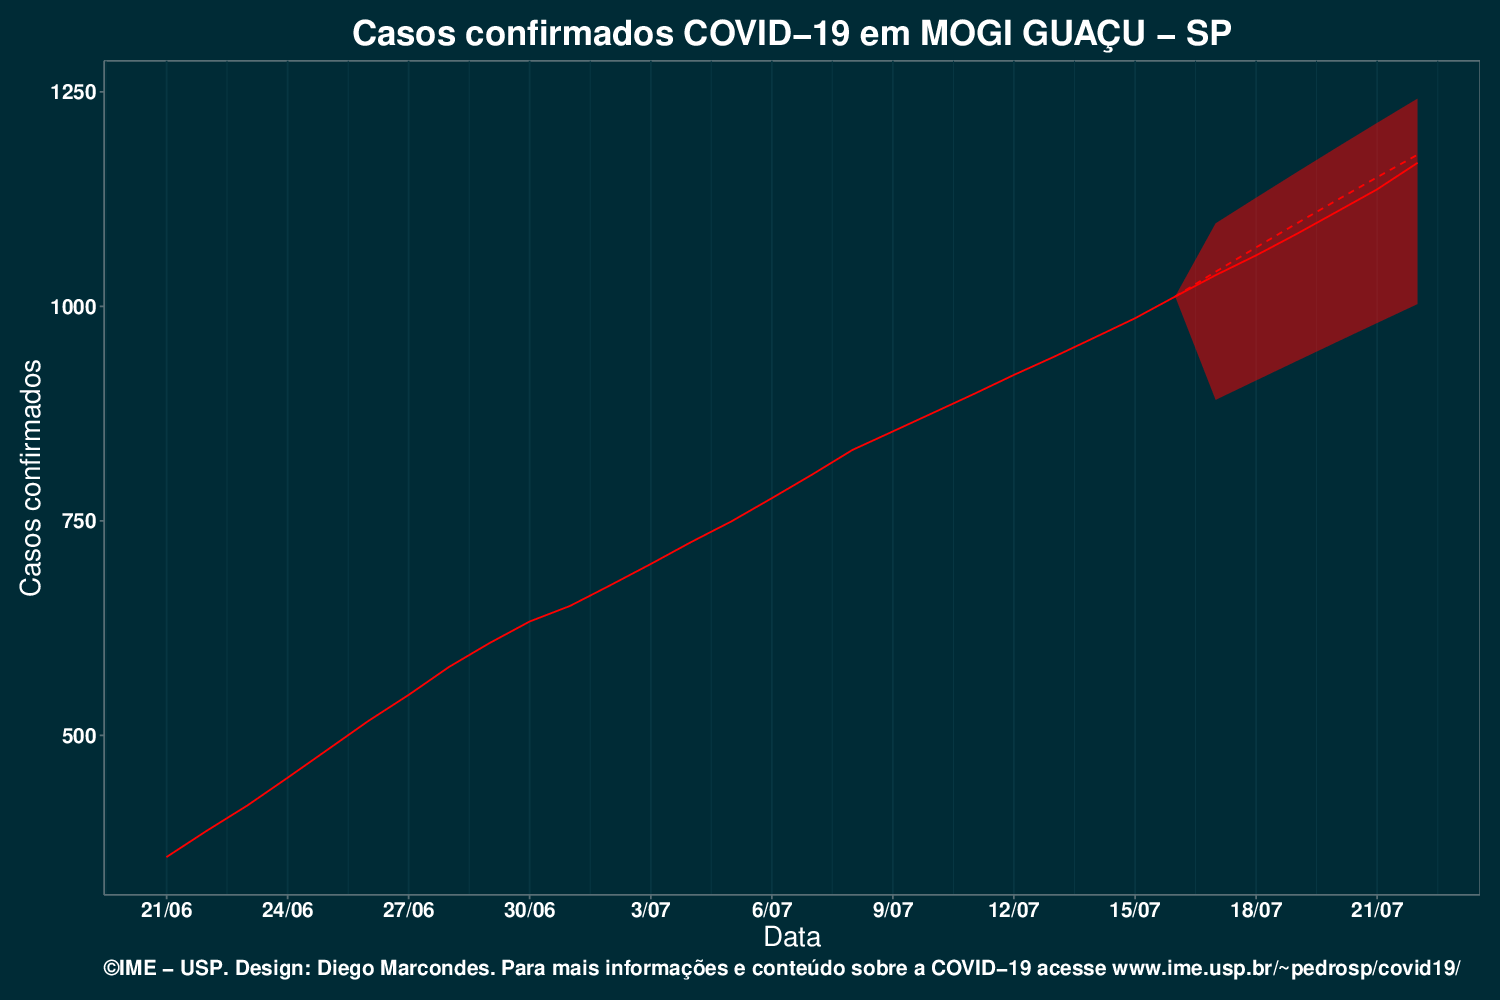 Casos confirmados COVID−19 em MOGI GUAÇU − SP
Casos confirmados
1250
1000
750
500
21/06 24/06 27/06 30/06 3/07 6/07 9/07 12/07 15/07 18/07 21/07
Data
©IME − USP. Design: Diego Marcondes. Para mais informações e conteúdo sobre a COVID−19 acesse www.ime.usp.br/~pedrosp/covid19/